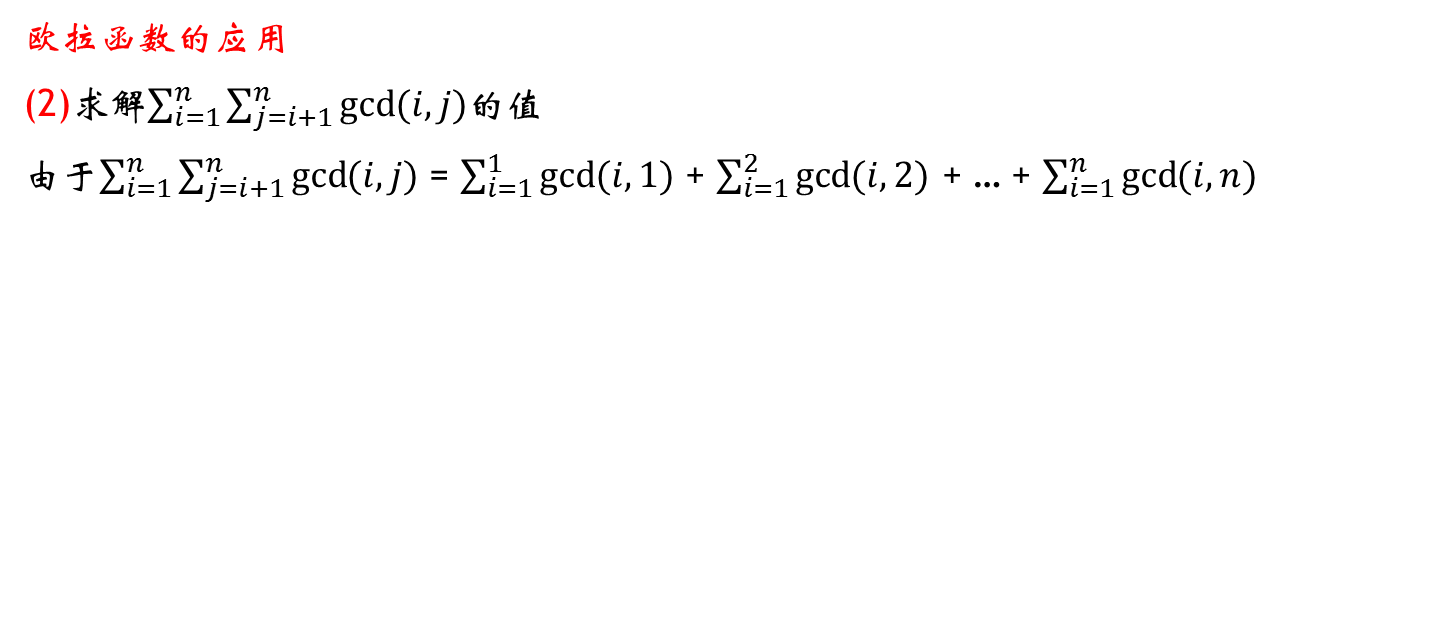 欧拉函数的应用
(2)求解∑_{i=1}^{n}∑_{j=i+1}^{n} gcd(i,j)的值
由于∑_{i=1}^{n}∑_{j=i+1}^{n} gcd(i,j) = ∑_{i=1}^{1} gcd(i,1) + ∑_{i=1}^{2} gcd(i,2) + … + ∑_{i=1}^{n} gcd(i,n)